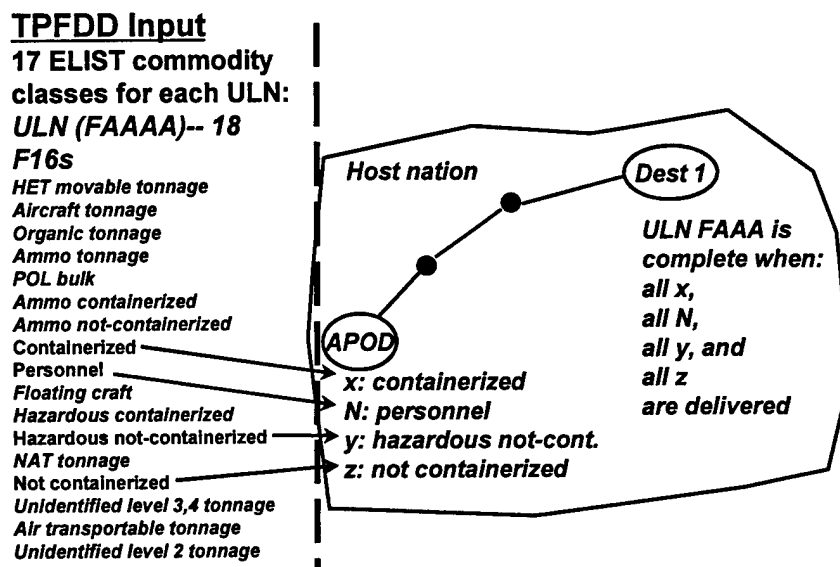 TPFDD Input
17 ELIST commodity
classes for each ULN:
ULN (FAAAA)-- 18
F16s
HET movable tonnage
Aircraft tonnage
Organic tonnage
Ammo tonnage
POL bulk
Ammo containerized
Ammo not-containerized
Containerized
Personnel
Floating craft
Hazardous containerized
Hazardous not-containerized
NAT tonnage
Not containerized
Unidentified level 3,4 tonnage
Air transportable tonnage
Unidentified level 2 tonnage
Host nation
Dest 1
APOD
x: containerized
N: personnel
y: hazardous not-cont.
z: not containerized
ULN FAAA is
complete when:
all x,
all N,
all y, and
all z
are delivered